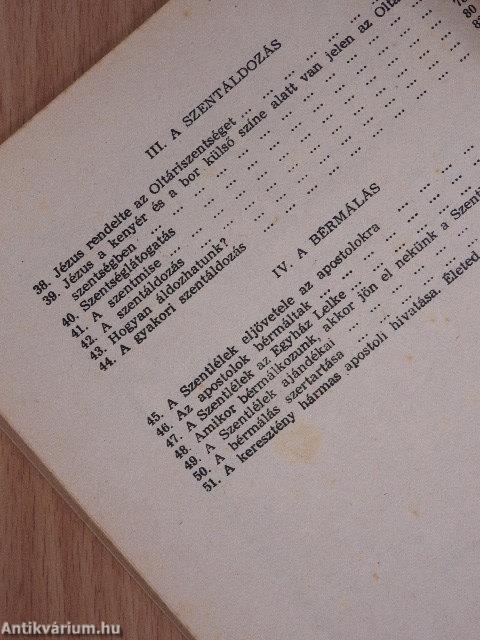 III. A SZENTÁLDOZÁS
38. Jézus rendelte az Oltáriszentséget ... ... ...
39. Jézus a kenyér és a bor külső színe alatt van jelen az Oltá
szentségben ... ... ... ... ... ... 80
40. Szentséglátogatás ... ... ... ... ... ...
41. A szentmise ... ... ... ... ... ...
42. A szentáldozás ... ... ... ... ... ...
43. Hogyan áldozhatunk? ... ... ... ... ...
44. A gyakori szentáldozás ... ... ... ...
IV. A BÉRMÁLÁS
45. A Szentlélek eljövetele az apostolokra ... ... ...
46. Az apostolok bérmáltak ... ... ... ...
47. A Szentlélek az Egyház Lelke ... ... ...
48. Amikor bérmálkozunk, akkor jön el nekünk a Szentl
49. A Szentlélek ajándékai ... ... ... ...
50. A bérmálás szertartása ... ... ... ...
51. A keresztény hármas apostoli hivatása. Életed
Antikvárium.hu